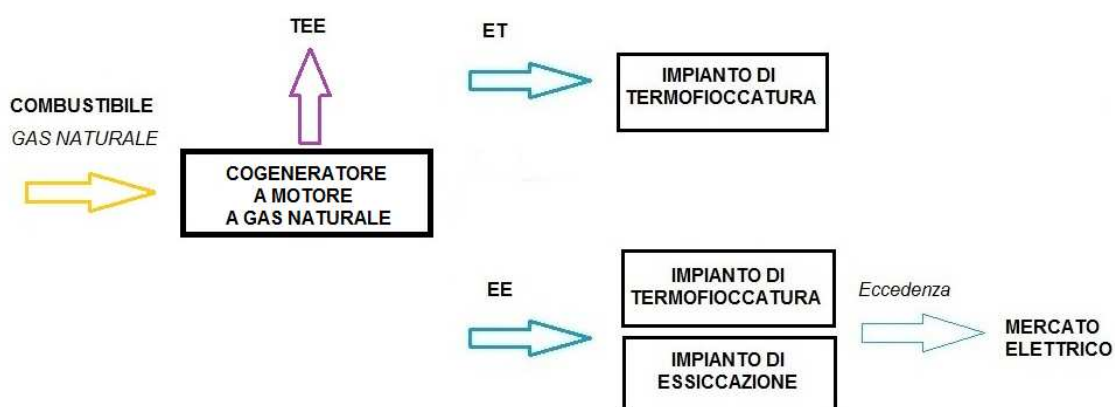 TEE
ET
COMBUSTIBILE
GAS NATURALE
COGENERATORE
A MOTORE
A GAS NATURALE
IMPIANTO DI
TERMOFIOCCATURA
EE
IMPIANTO DI
TERMOFIOCCATURA
IMPIANTO DI
ESSICCAZIONE
Eccedenza
MERCATO
ELETTRICO